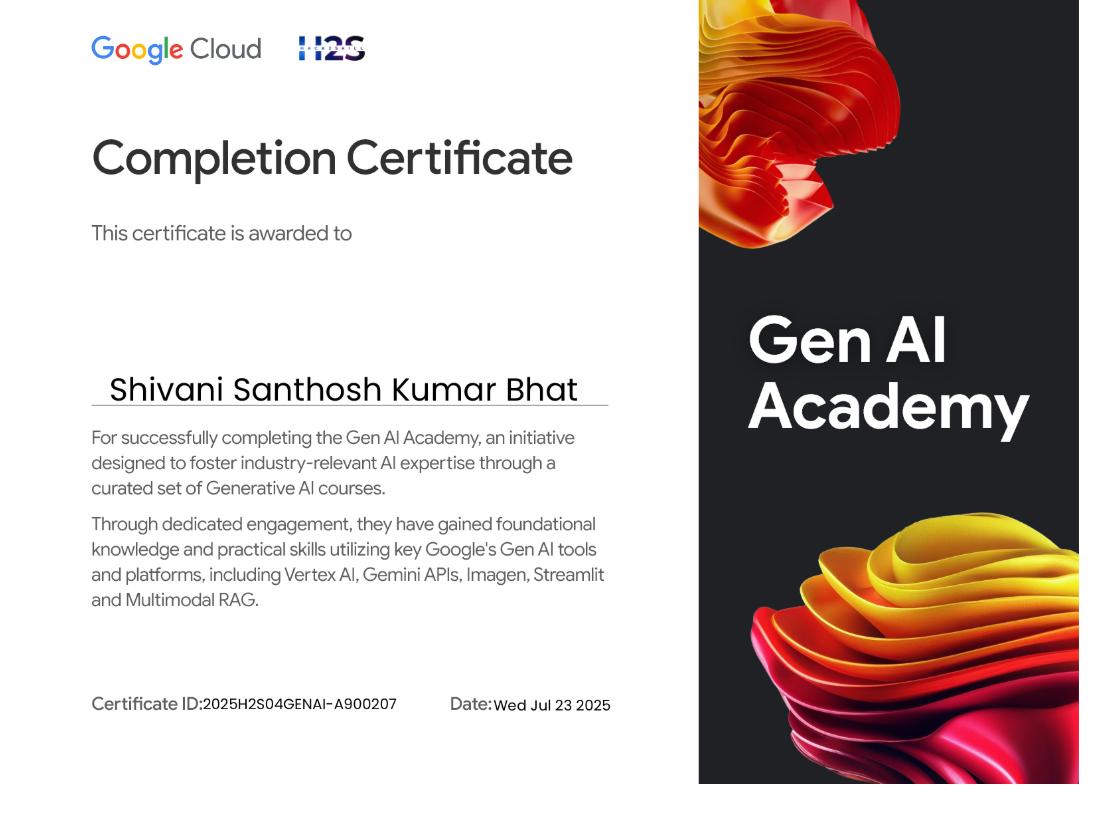 Google Cloud
H2S
HACK2SKILL
Completion Certificate
This certificate is awarded to
Shivani Santhosh Kumar Bhat
For successfully completing the Gen AI Academy, an initiative
designed to foster industry-relevant AI expertise through a
curated set of Generative AI courses.
Through dedicated engagement, they have gained foundational
knowledge and practical skills utilizing key Google's Gen AI tools
and platforms, including Vertex AI, Gemini APIs, Imagen, Streamlit
and Multimodal RAG.
Certificate ID:2025H2S04GENAI-A900207
Date:Wed Jul 23 2025
Gen AI
Academy